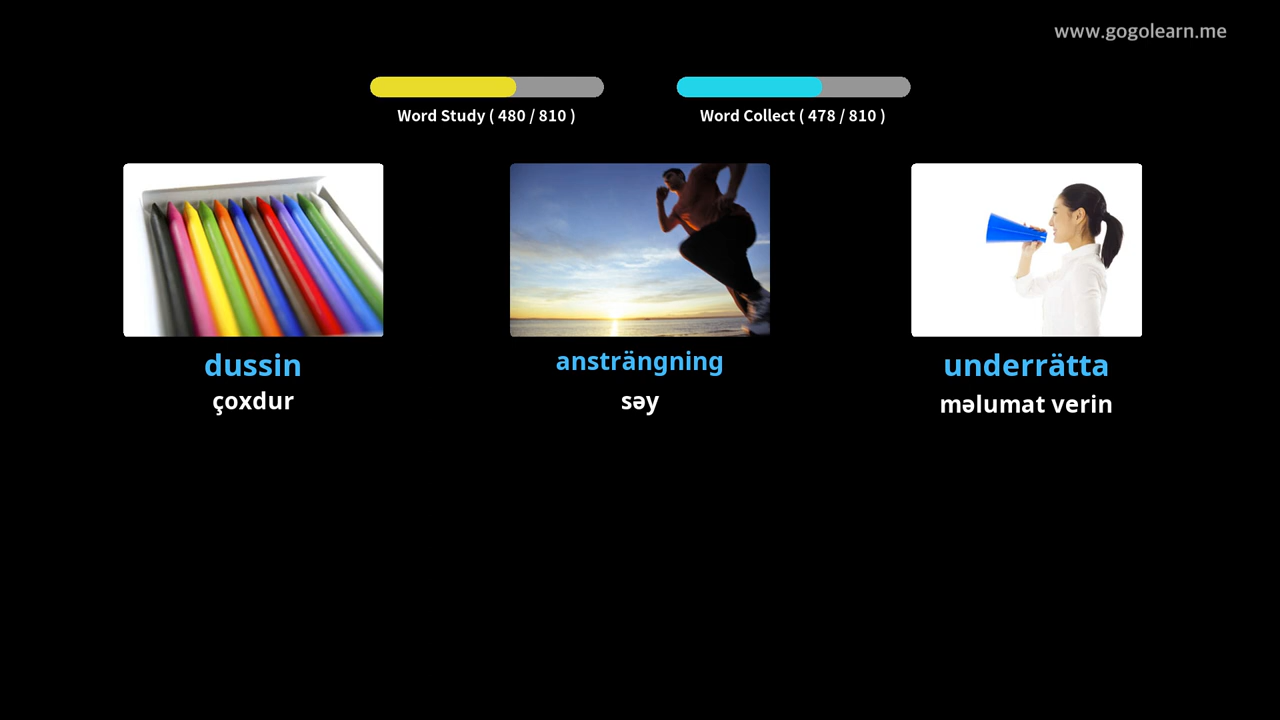 www.gogolearn.me
Word Study ( 480 / 810 )
Word Collect ( 478 / 810 )
dussin
çoxdur
ansträngning
səy
underrätta
məlumat verin